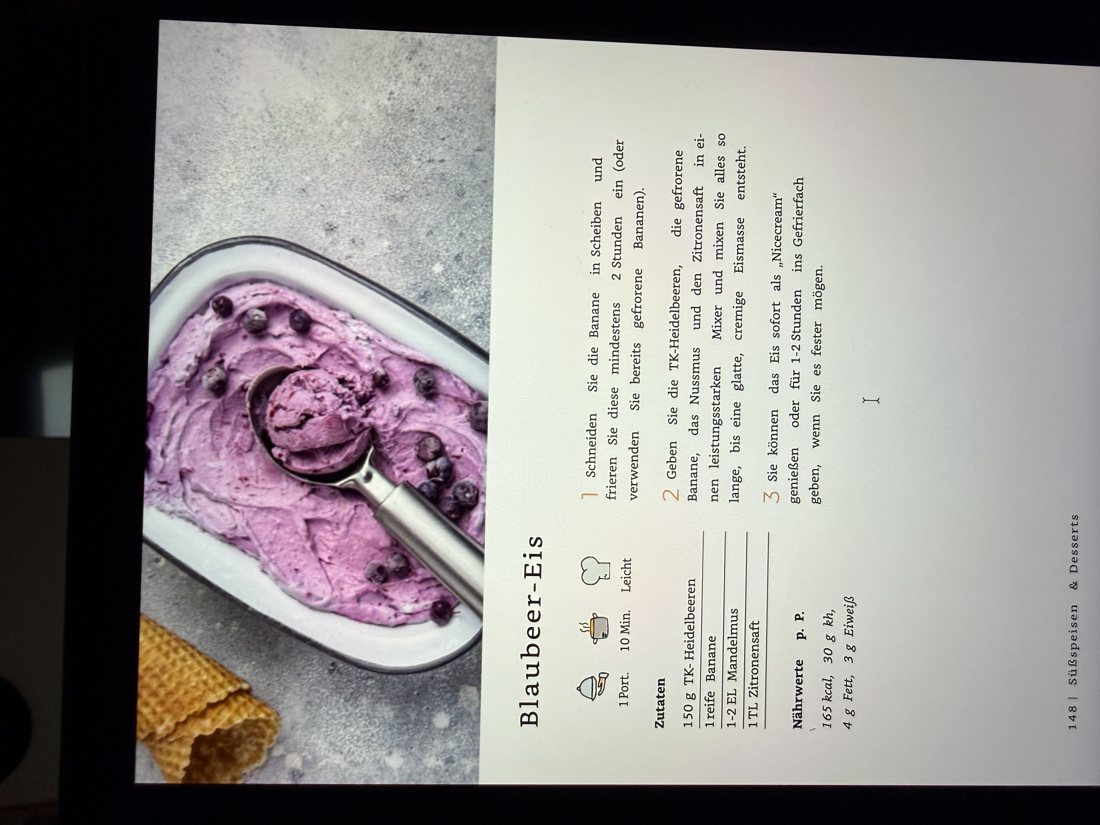 Blaubeer-Eis
1 Port.
10 Min.
Leicht
Zutaten
150 g TK- Heidelbeeren
1 reife Banane
1-2 EL Mandelmus
1 TL Zitronensaft
Nährwerte p. P.
165 kcal, 30 g kh,
4 g Fett, 3 g Eiweiß
1 Schneiden Sie die Banane in Scheiben und
frieren Sie diese mindestens 2 Stunden ein (oder
verwenden Sie bereits gefrorene Bananen).
2 Geben Sie die TK-Heidelbeeren, die gefrorene
Banane, das Nussmus und den Zitronensaft in ei-
nen leistungsstarken Mixer und mixen Sie alles so
lange, bis eine glatte, cremige Eismasse entsteht.
3 Sie können das Eis sofort als „Nicecream“
genießen oder für 1-2 Stunden ins Gefrierfach
geben, wenn Sie es fester mögen.
148 | Süßspeisen & Desserts